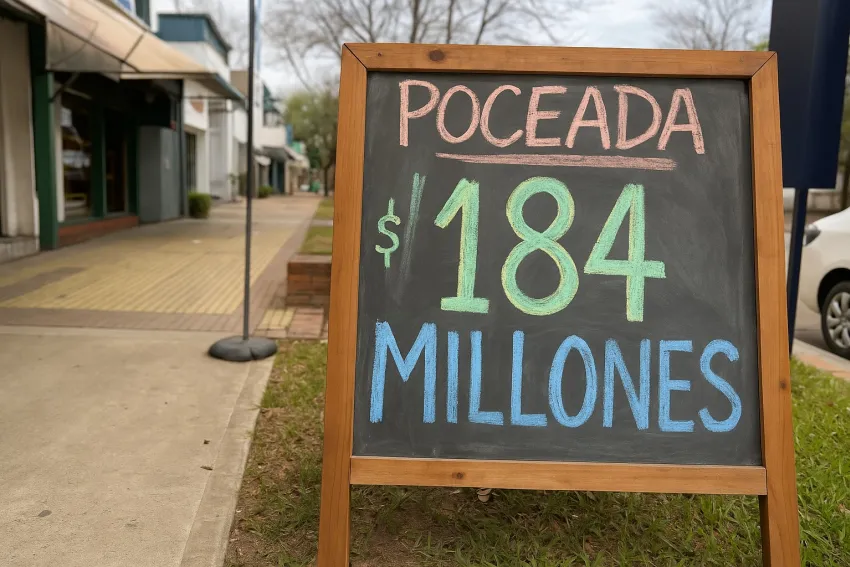 POCEADA
$ 184
MILLONES